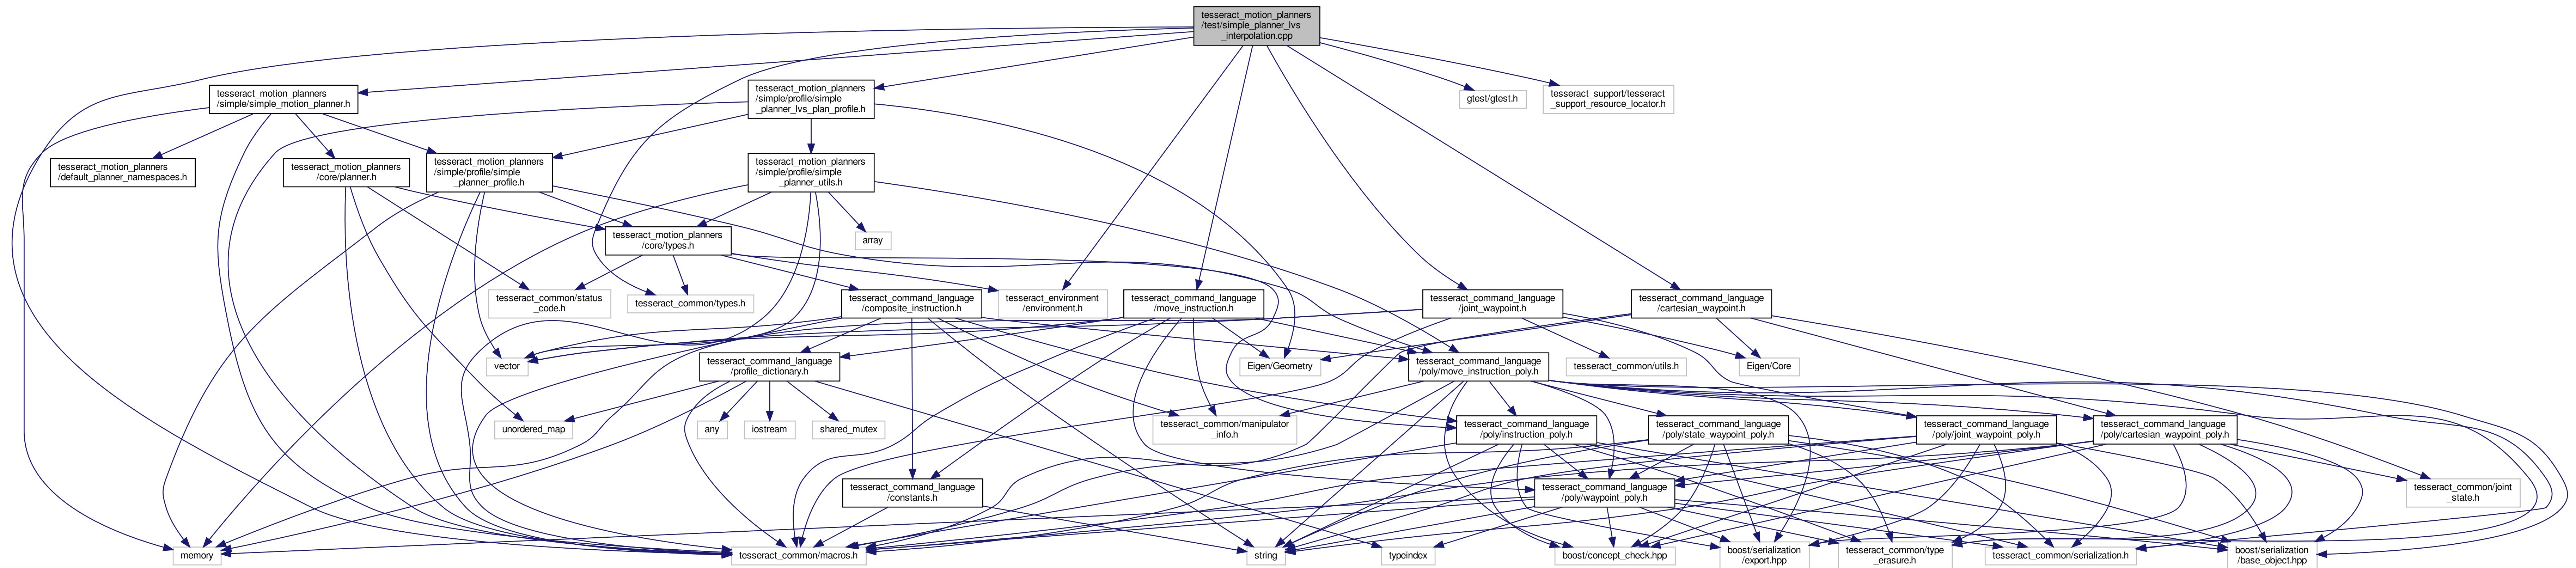 tesseract_motion_planners
/test/simple_planner_lvs
_interpolation.cpp
tesseract_motion_planners
/simple/simple_motion_planner.h
tesseract_motion_planners
/simple/profile/simple
_planner_lvs_plan_profile.h
gtest/gtest.h
tesseract_support/tesseract
_support_resource_locator.h
tesseract_motion_planners
/default_planner_namespaces.h
tesseract_motion_planners
/core/planner.h
tesseract_motion_planners
/simple/profile/simple
_planner_profile.h
tesseract_motion_planners
/simple/profile/simple
_planner_utils.h
tesseract_motion_planners
/core/types.h
array
tesseract_common/status
_code.h
tesseract_common/types.h
tesseract_command_language
/composite_instruction.h
tesseract_environment
/environment.h
tesseract_command_language
/move_instruction.h
tesseract_command_language
/joint_waypoint.h
tesseract_command_language
/cartesian_waypoint.h
vector
tesseract_command_language
/profile_dictionary.h
Eigen/Geometry
tesseract_command_language
/poly/move_instruction_poly.h
tesseract_common/utils.h
Eigen/Core
unordered_map
any
iostream
shared_mutex
tesseract_common/manipulator
_info.h
tesseract_command_language
/poly/instruction_poly.h
tesseract_command_language
/poly/state_waypoint_poly.h
tesseract_command_language
/poly/joint_waypoint_poly.h
tesseract_command_language
/poly/cartesian_waypoint_poly.h
tesseract_command_language
/constants.h
tesseract_command_language
/poly/waypoint_poly.h
tesseract_common/joint
_state.h
memory
tesseract_common/macros.h
string
typeindex
boost/concept_check.hpp
boost/serialization
/export.hpp
tesseract_common/type
_erasure.h
tesseract_common/serialization.h
boost/serialization
/base_object.hpp